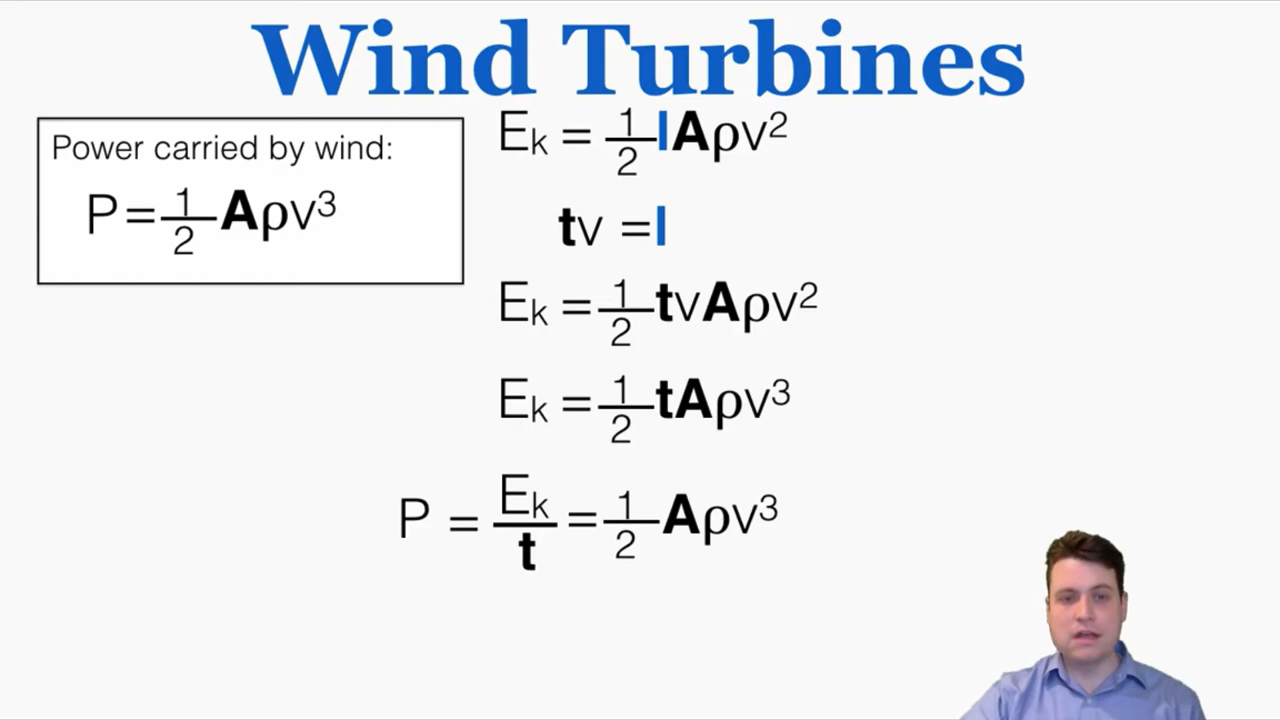 Wind Turbines
Power carried by wind:
P = 1/2 Aρv³
Eₖ = 1/2 lAρv²
tv = l
Eₖ = 1/2 tvAρv²
Eₖ = 1/2 tAρv³
P = Eₖ/t = 1/2 Aρv³